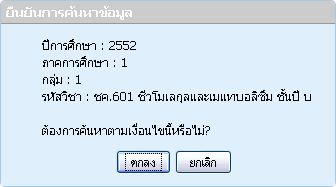 ยืนยันการค้นหาข้อมูล
ปีการศึกษา : 2552
ภาคการศึกษา : 1
กลุ่ม : 1
รหัสวิชา : ชค.601 ชีวโมเลกุลและเมแทบอลิซึม ชั้นปี บ
ต้องการค้นหาตามเงื่อนไขนี้หรือไม่?
ตกลง ยกเลิก